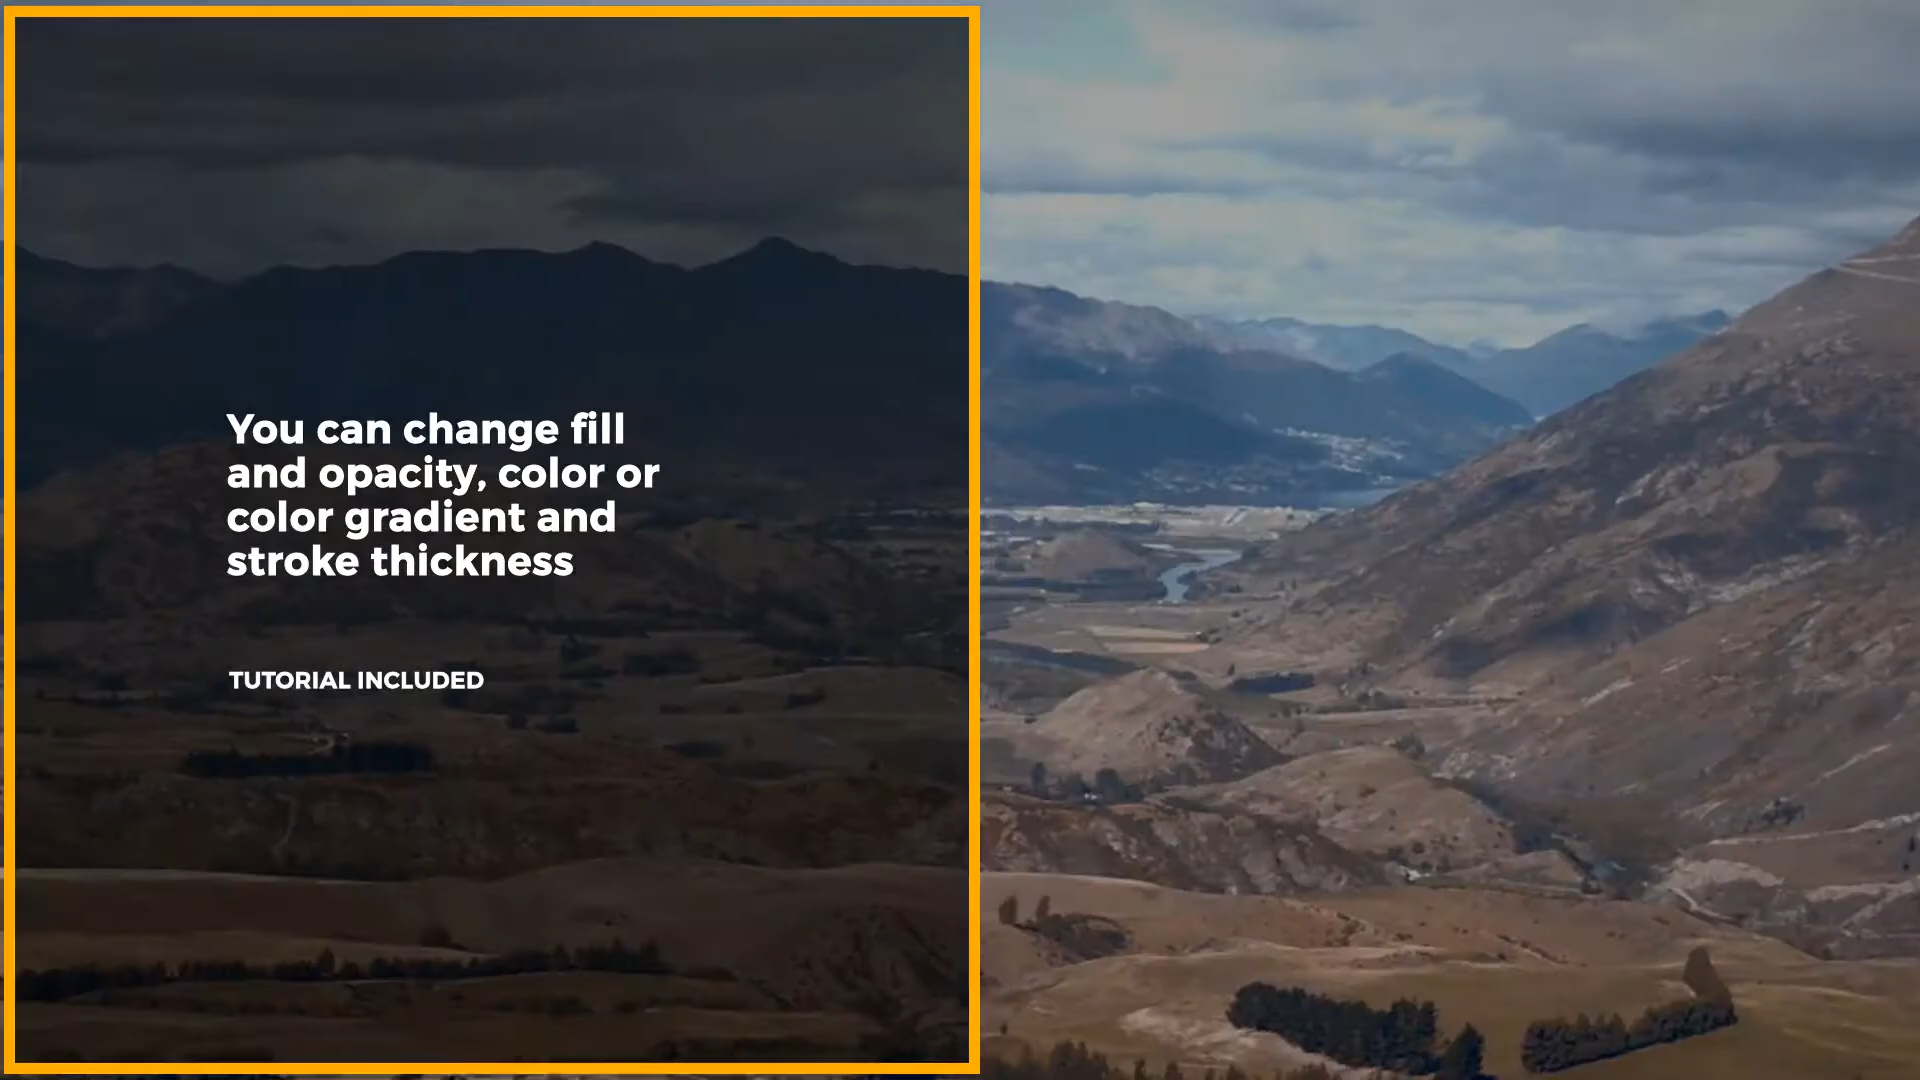 You can change fill
and opacity, color or
color gradient and
stroke thickness
TUTORIAL INCLUDED